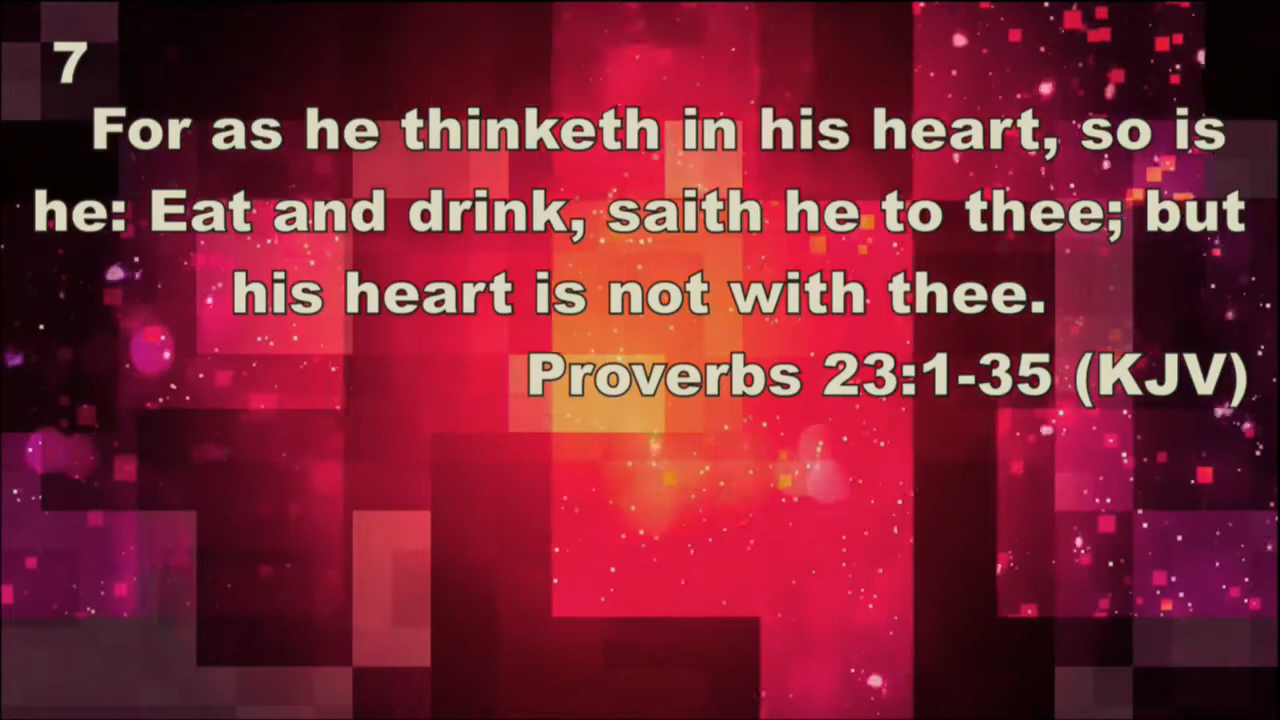 7
For as he thinketh in his heart, so is
he: Eat and drink, saith he to thee; but
his heart is not with thee.
Proverbs 23:1-35 (KJV)